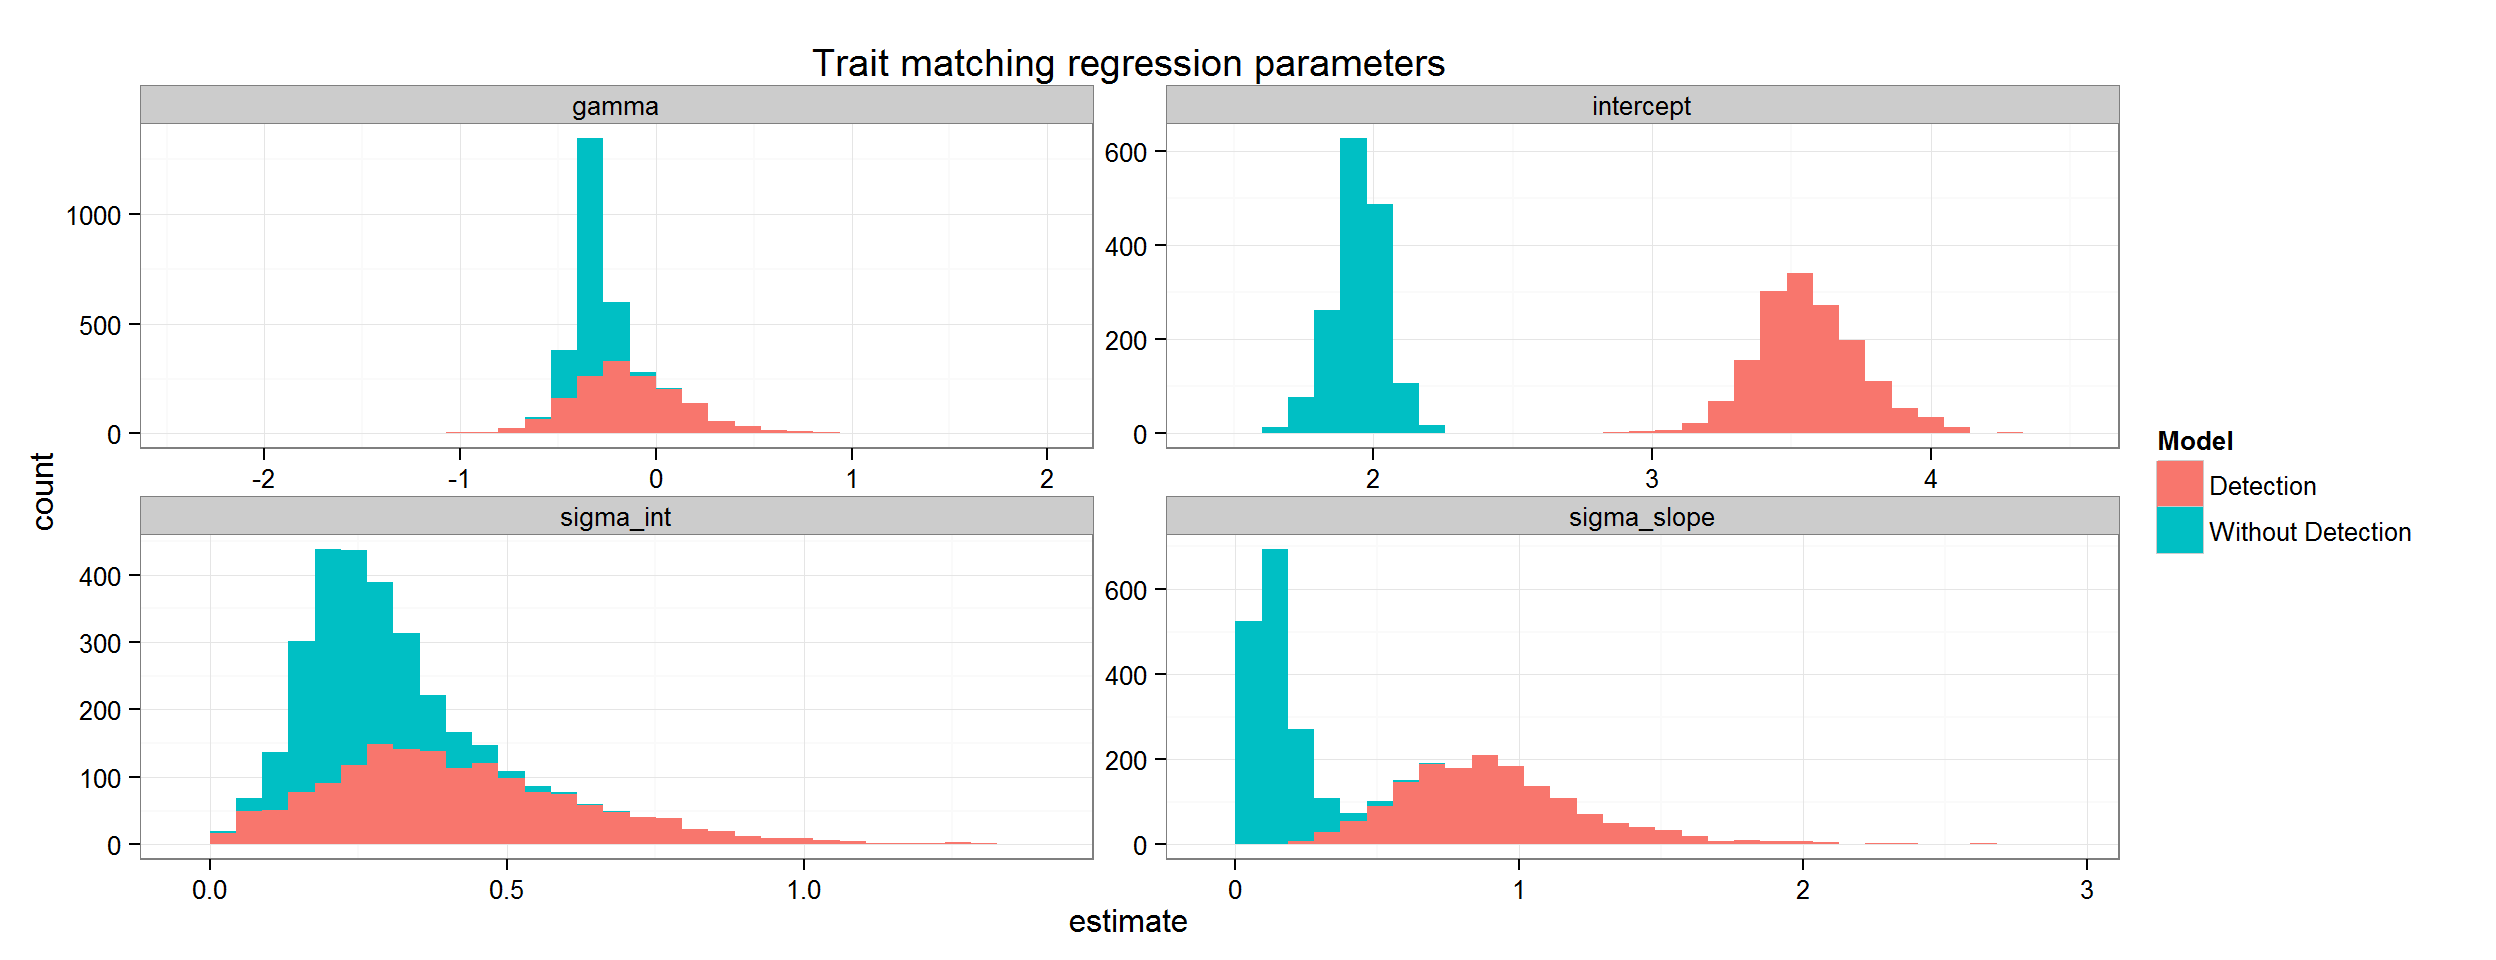 Trait matching regression parameters
gamma
intercept
1000
500
0
-2 -1 0 1 2
600
400
200
0
2 3 4
count
sigma_int
sigma_slope
400
300
200
100
0
0.0 0.5 1.0
600
400
200
0
0 1 2 3
estimate
Model
Detection
Without Detection